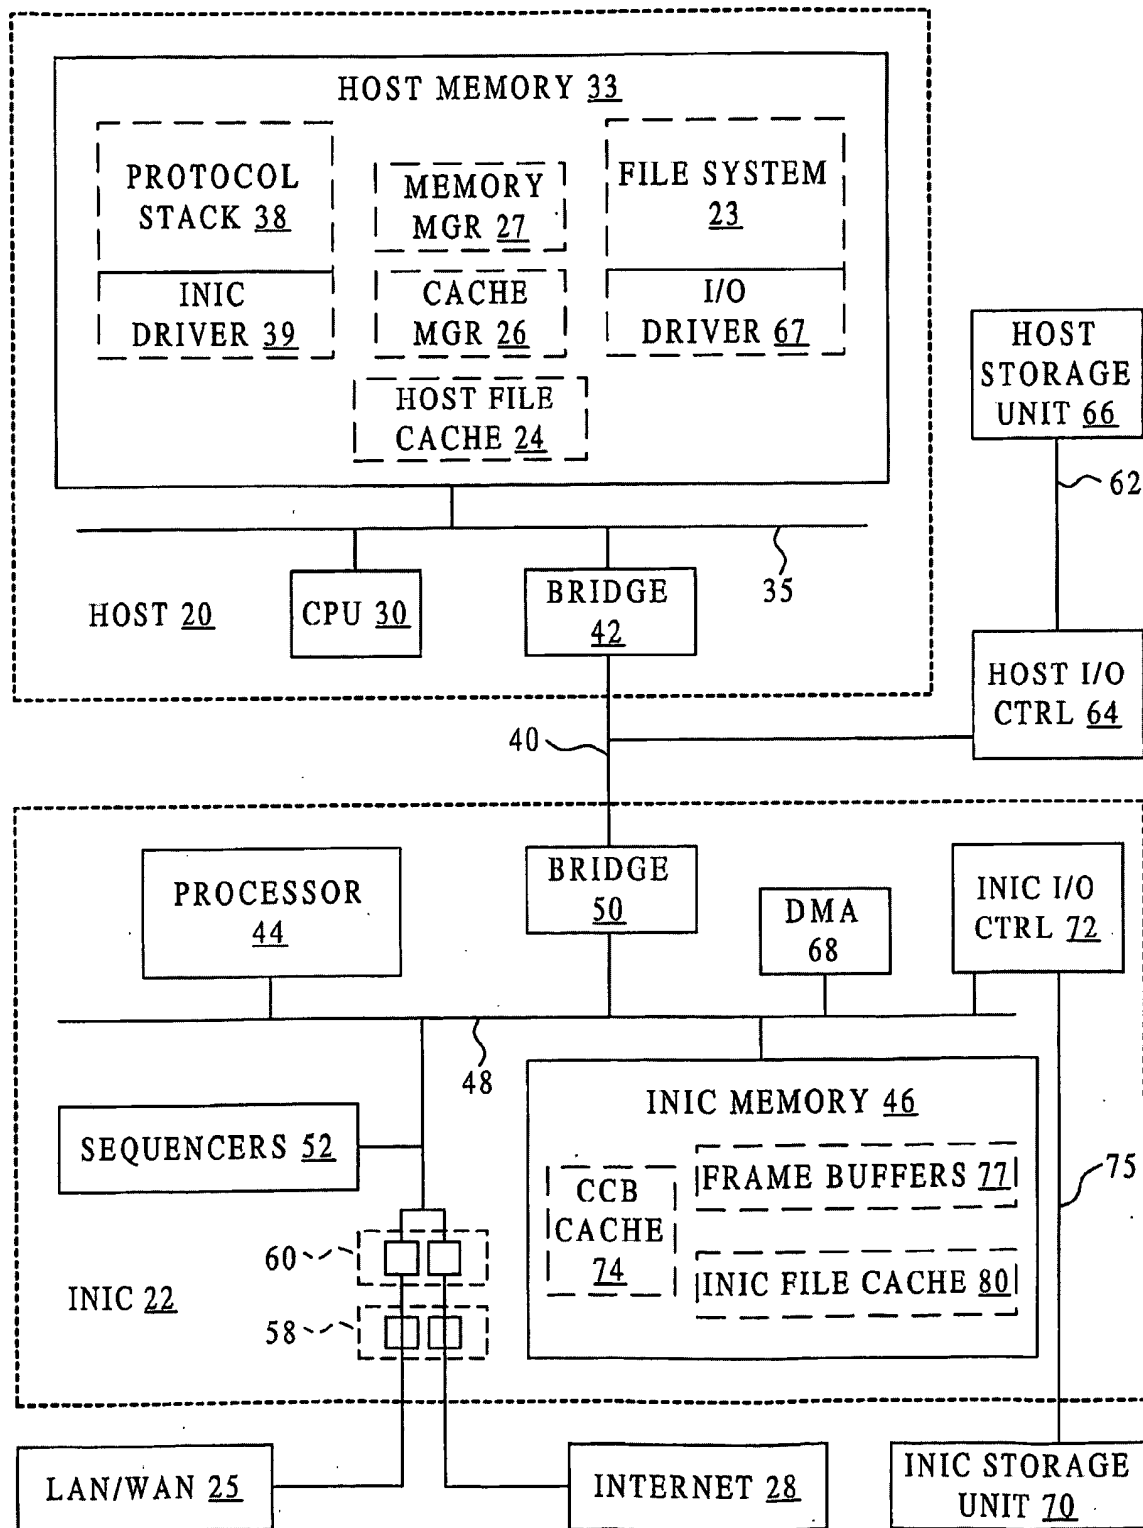 HOST MEMORY 33
PROTOCOL
STACK 38
MEMORY
MGR 27
FILE SYSTEM
23
INIC
DRIVER 39
CACHE
MGR 26
I/O
DRIVER 67
HOST FILE
CACHE 24
HOST
STORAGE
UNIT 66
62
35
HOST 20
CPU 30
BRIDGE
42
HOST I/O
CTRL 64
40
PROCESSOR
44
BRIDGE
50
DMA
68
INIC I/O
CTRL 72
48
SEQUENCERS 52
INIC MEMORY 46
CCB
CACHE
74
FRAME BUFFERS 77
INIC FILE CACHE 80
75
60
58
INIC 22
LAN/WAN 25
INTERNET 28
INIC STORAGE
UNIT 70